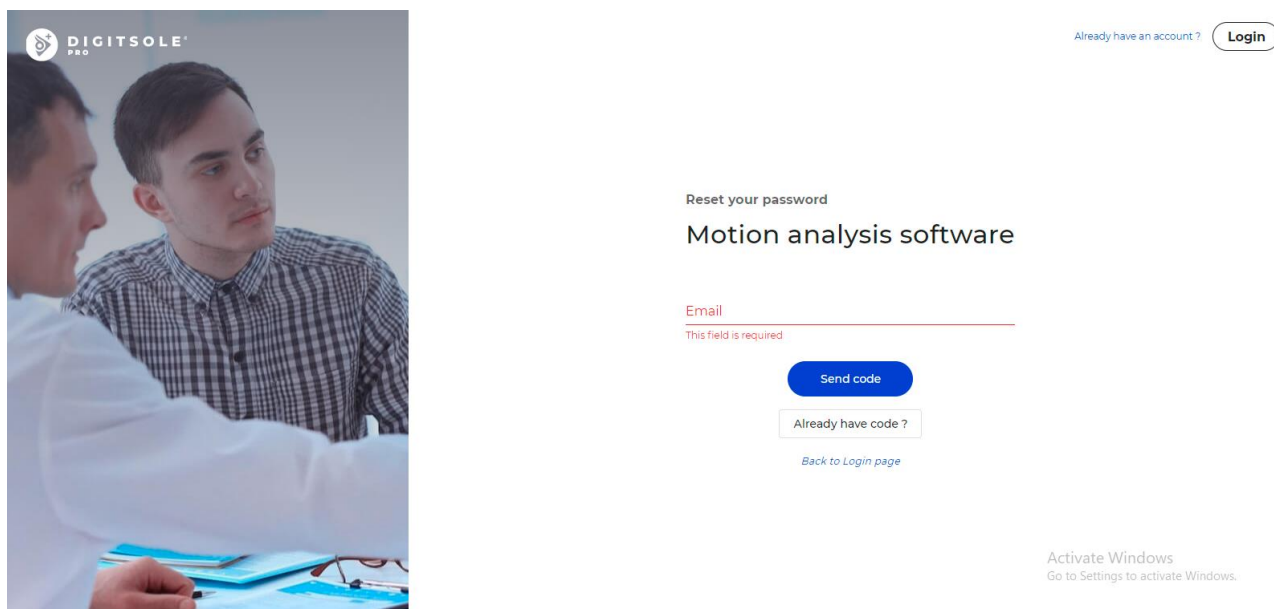 DIGITSOLE
PRO
Already have an account ?
Login
Reset your password
Motion analysis software
Email
This field is required
Send code
Already have code ?
Back to Login page
Activate Windows
Go to Settings to activate Windows.